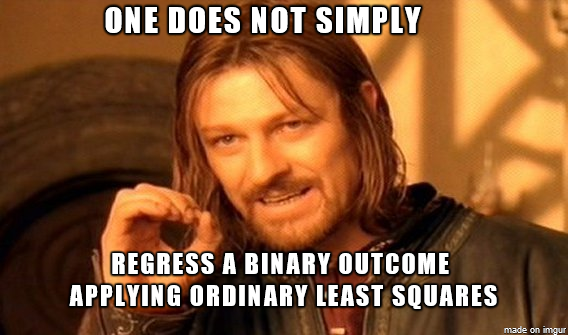 ONE DOES NOT SIMPLY
REGRESS A BINARY OUTCOME
APPLYING ORDINARY LEAST SQUARES
made on imgur